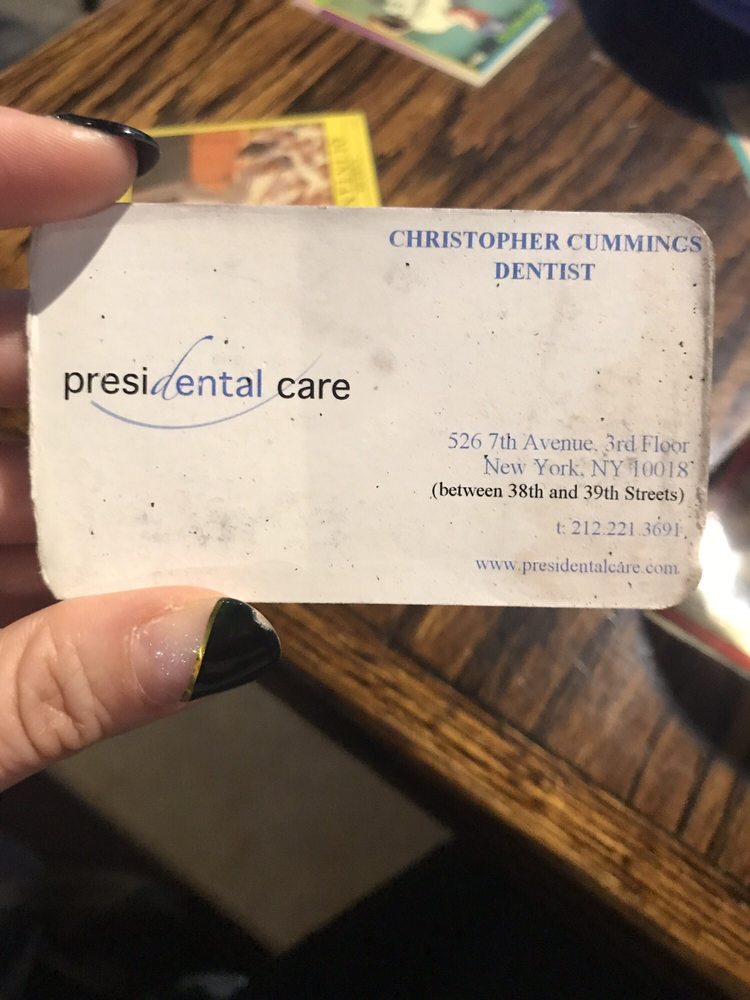 CHRISTOPHER CUMMINGS
DENTIST
presidental care
526 7th Avenue, 3rd Floor
New York, NY 10018
(between 38th and 39th Streets)
t: 212.221.3691
www.presidentalcare.com